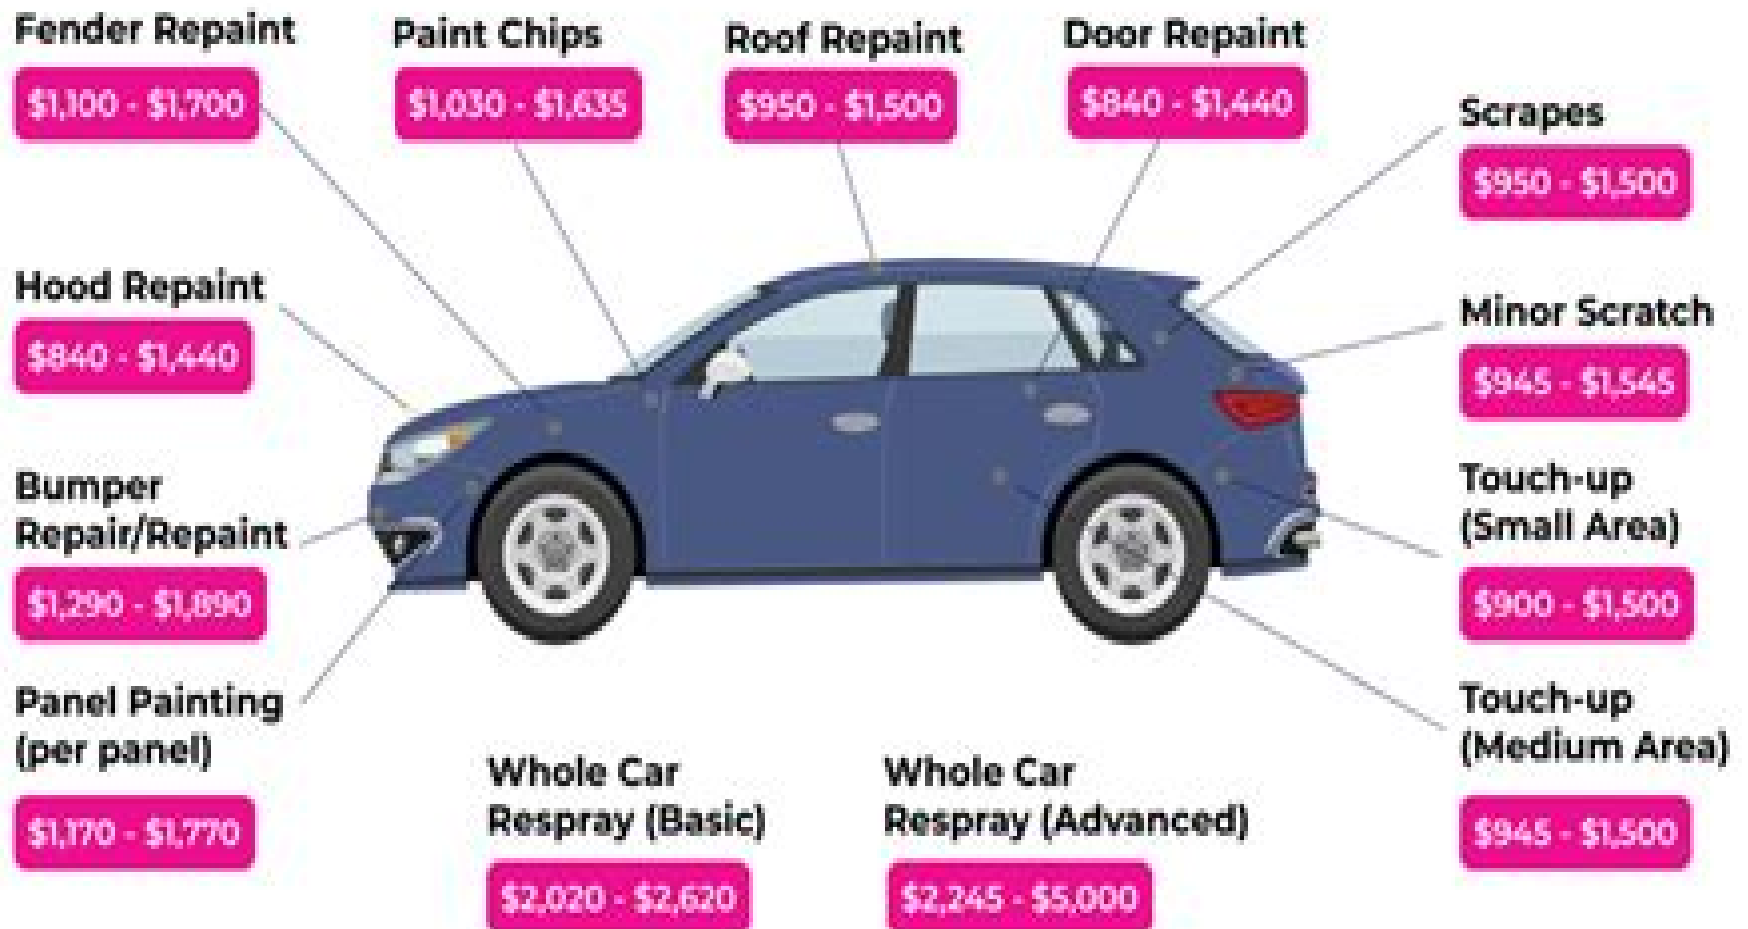 Fender Repaint
$1,100 - $1,700
Paint Chips
$1,030 - $1,635
Roof Repaint
$950 - $1,500
Door Repaint
$840 - $1,440
Scrapes
$950 - $1,500
Hood Repaint
$840 - $1,440
Minor Scratch
$945 - $1,545
Bumper
Repair/Repaint
$1,290 - $1,890
Touch-up
(Small Area)
$900 - $1,500
Panel Painting
(per panel)
$1,170 - $1,770
Touch-up
(Medium Area)
$945 - $1,500
Whole Car
Respray (Basic)
$2,020 - $2,620
Whole Car
Respray (Advanced)
$2,245 - $5,000